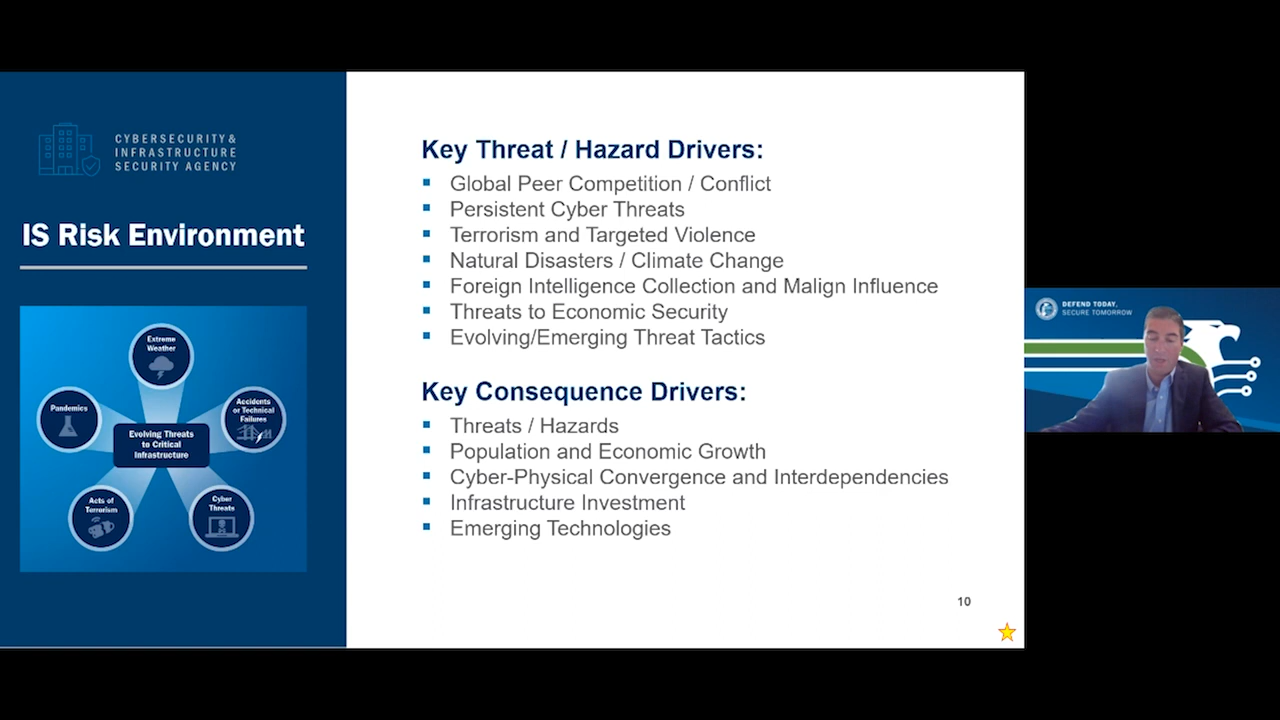 CYBERSECURITY &
INFRASTRUCTURE
SECURITY AGENCY
IS Risk Environment
Extreme
Weather
Pandemics
Accidents
or Technical
Failures
Evolving Threats
to Critical
Infrastructure
Acts of
Terrorism
Cyber
Threats
Key Threat / Hazard Drivers:
Global Peer Competition / Conflict
Persistent Cyber Threats
Terrorism and Targeted Violence
Natural Disasters / Climate Change
Foreign Intelligence Collection and Malign Influence
Threats to Economic Security
Evolving/Emerging Threat Tactics
Key Consequence Drivers:
Threats / Hazards
Population and Economic Growth
Cyber-Physical Convergence and Interdependencies
Infrastructure Investment
Emerging Technologies
10
DEFEND TODAY,
SECURE TOMORROW